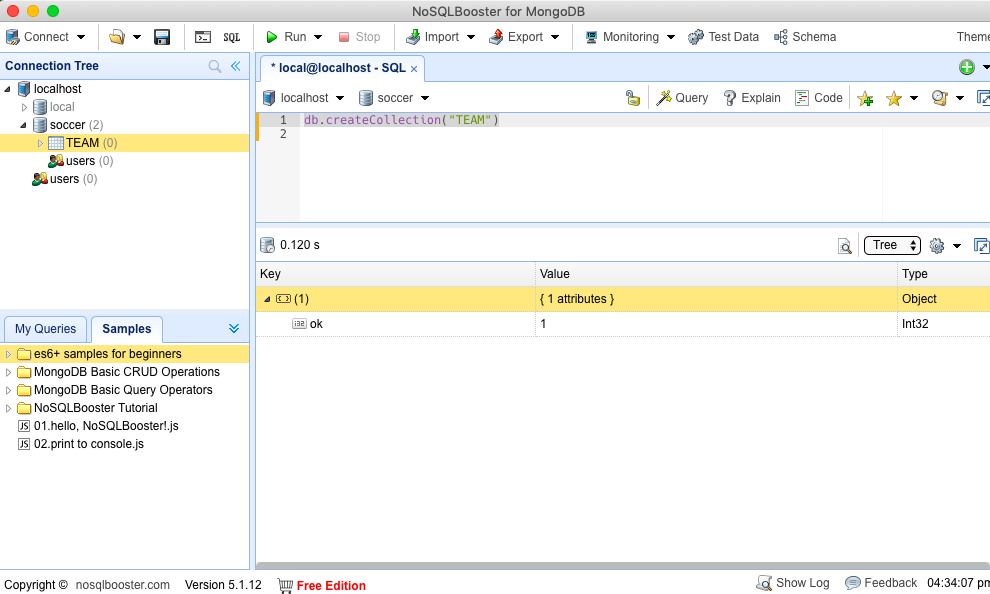 NoSQLBooster for MongoDB
Connect SQL Run Stop Import Export Monitoring Test Data Schema Theme
Connection Tree
* local@localhost - SQL ×
localhost
local
soccer (2)
TEAM (0)
users (0)
users (0)
localhost soccer Query Explain Code
1 db.createCollection("TEAM")
2
0.120 s Tree
Key Value Type
(1) { 1 attributes } Object
i32 ok 1 Int32
My Queries Samples
es6+ samples for beginners
MongoDB Basic CRUD Operations
MongoDB Basic Query Operators
NoSQLBooster Tutorial
JS 01.hello, NoSQLBooster!.js
JS 02.print to console.js
Copyright © nosqlbooster.com Version 5.1.12 Free Edition Show Log Feedback 04:34:07 pm